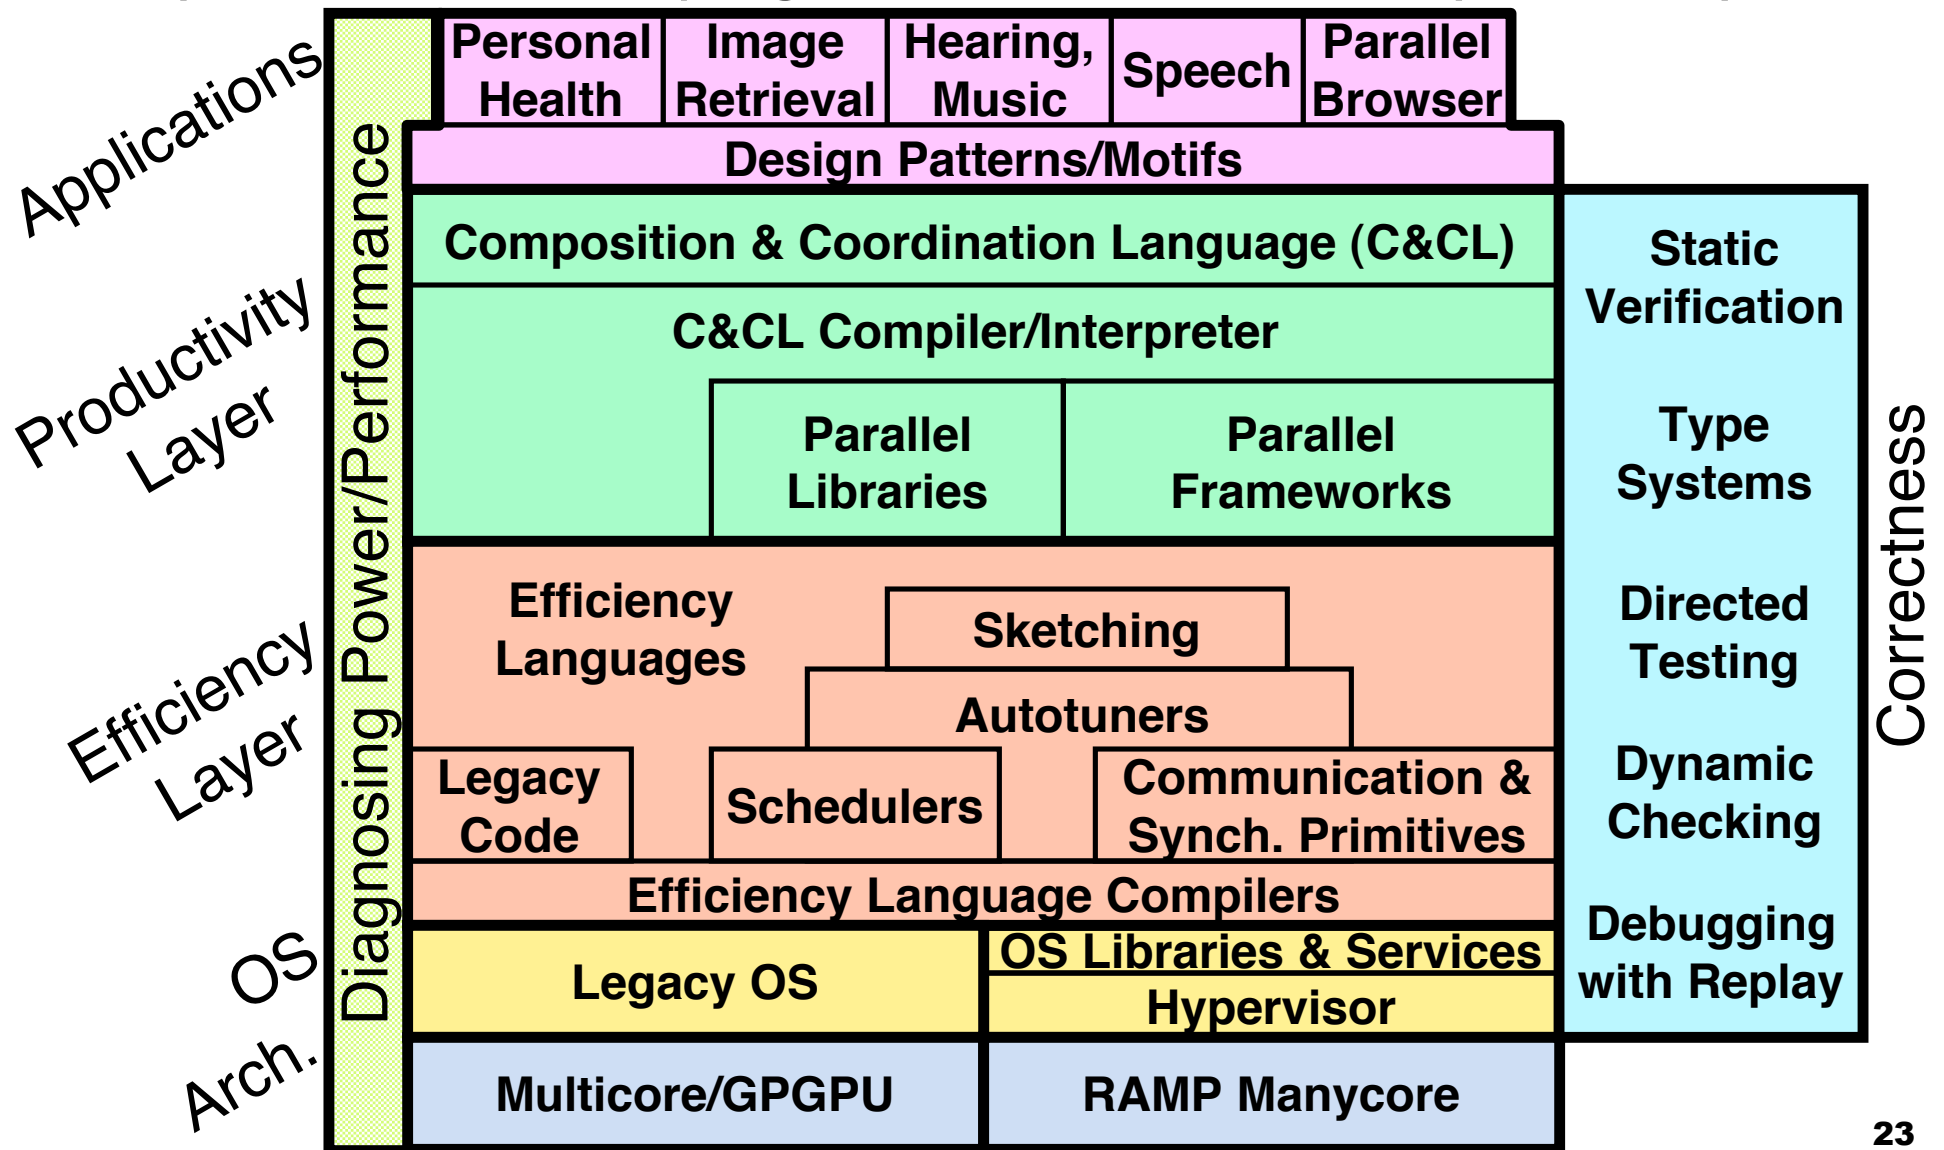 Applications
Productivity
Layer
Efficiency
Layer
OS
Arch.
Diagnosing Power/Performance
Personal
Health
Image
Retrieval
Hearing,
Music
Speech
Parallel
Browser
Design Patterns/Motifs
Composition & Coordination Language (C&CL)
C&CL Compiler/Interpreter
Parallel
Libraries
Parallel
Frameworks
Efficiency
Languages
Sketching
Autotuners
Legacy
Code
Schedulers
Communication &
Synch. Primitives
Efficiency Language Compilers
Legacy OS
OS Libraries & Services
Hypervisor
Multicore/GPGPU
RAMP Manycore
Static
Verification
Type
Systems
Directed
Testing
Dynamic
Checking
Debugging
with Replay
Correctness
23